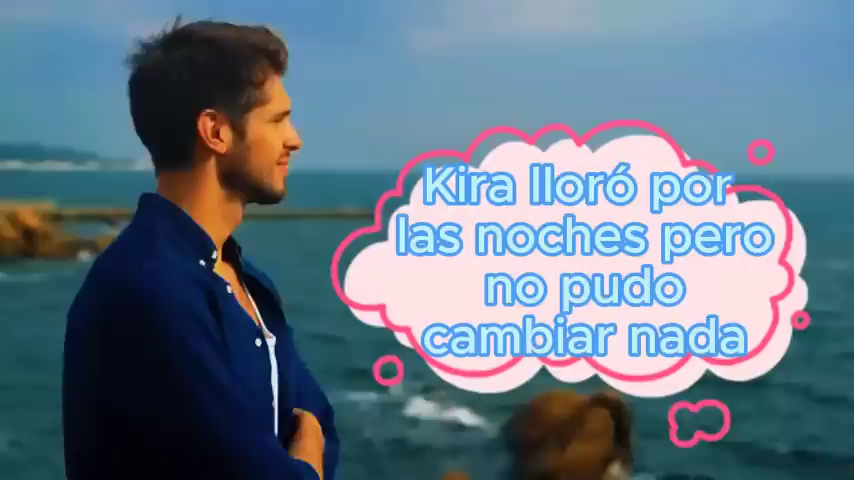 Kira lloró por
las noches pero
no pudo
cambiar nada